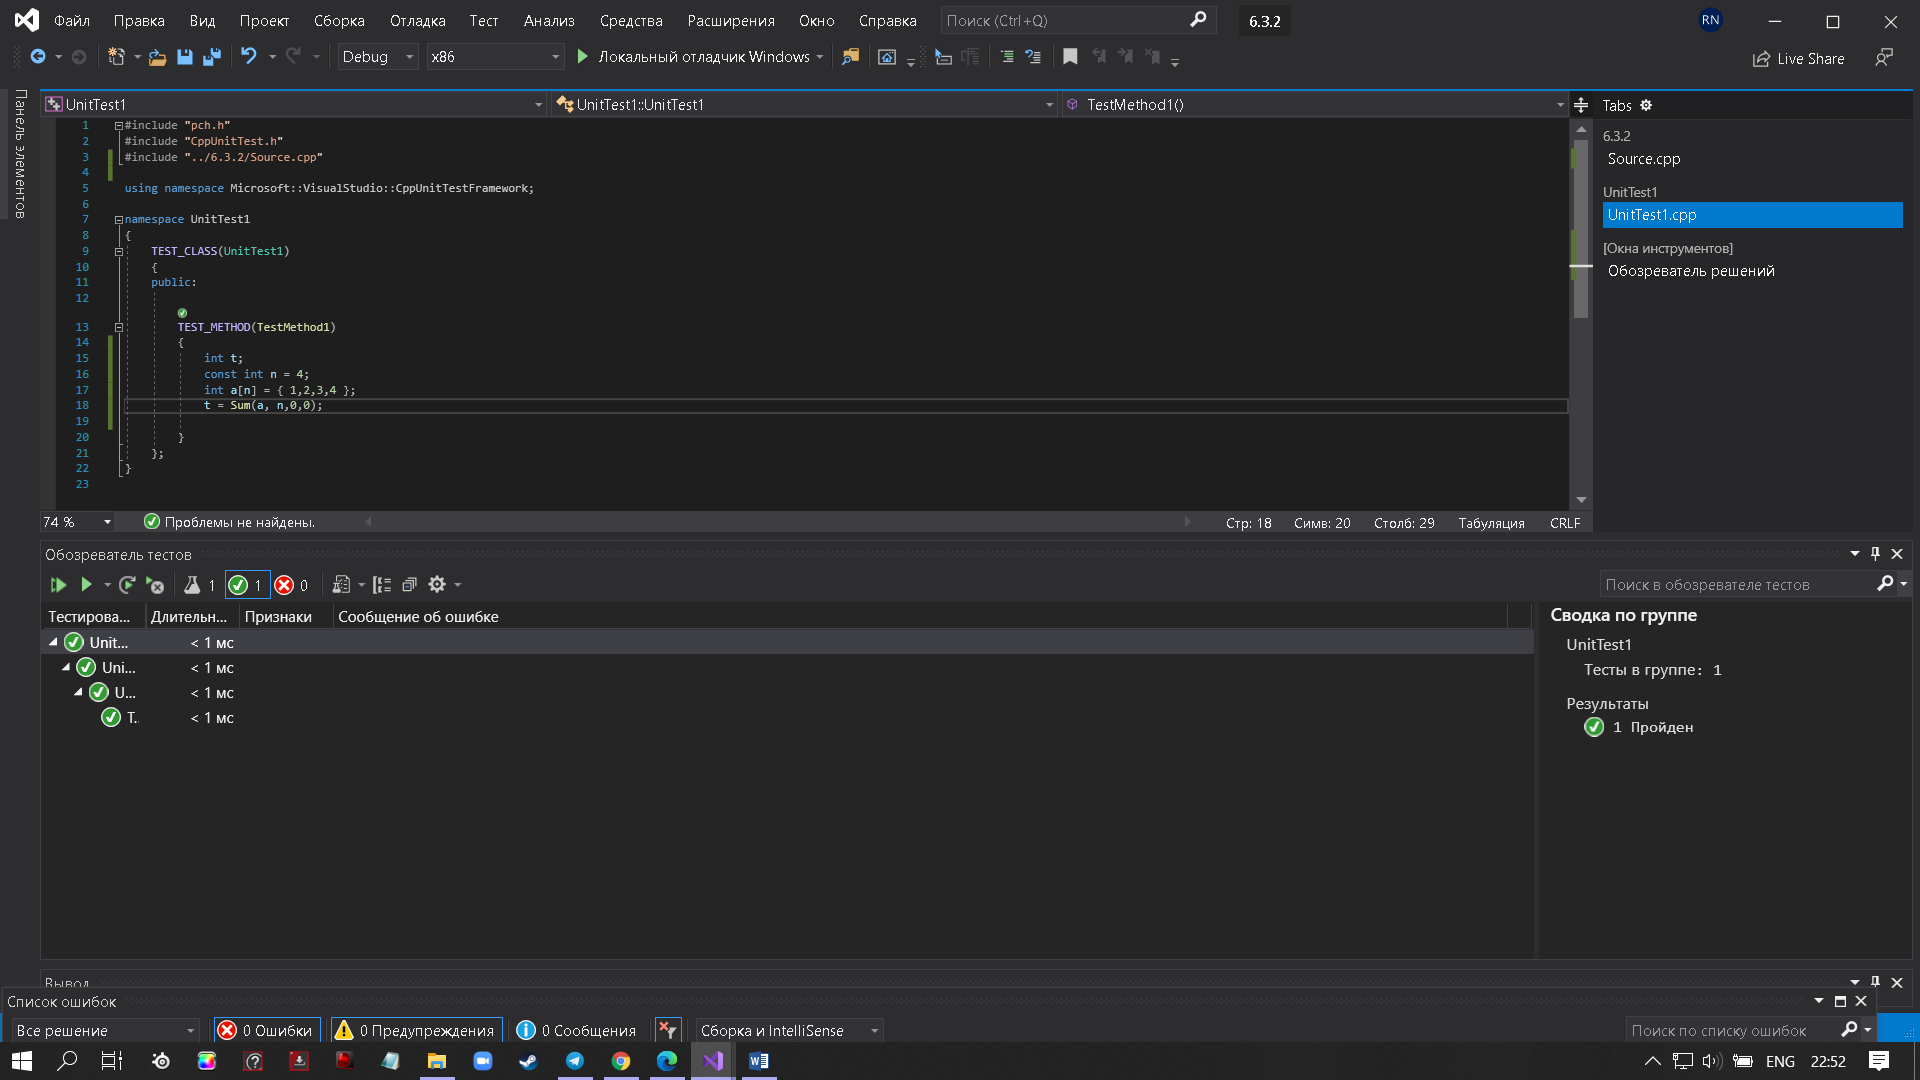 Файл Правка Вид Проект Сборка Отладка Тест Анализ Средства Расширения Окно Справка Поиск (Ctrl+Q) 6.3.2 RN
Debug x86 Локальный отладчик Windows Live Share
Панель элементов
UnitTest1 UnitTest1::UnitTest1 TestMethod1()
1 #include "pch.h"
2 #include "CppUnitTest.h"
3 #include "../6.3.2/Source.cpp"
4
5 using namespace Microsoft::VisualStudio::CppUnitTestFramework;
6
7 namespace UnitTest1
8 {
9 TEST_CLASS(UnitTest1)
10 {
11 public:
12
13 TEST_METHOD(TestMethod1)
14 {
15 int t;
16 const int n = 4;
17 int a[n] = { 1,2,3,4 };
18 t = Sum(a, n,0,0);
19
20 }
21 };
22 }
23
74 % Проблемы не найдены. Стр: 18 Симв: 20 Столб: 29 Табуляция CRLF
Tabs
6.3.2
Source.cpp
UnitTest1
UnitTest1.cpp
[Окна инструментов]
Обозреватель решений
Обозреватель тестов
1 1 0 Поиск в обозревателе тестов
Тестирова... Длительн... Признаки Сообщение об ошибке
Unit... < 1 мс
Uni... < 1 мс
U... < 1 мс
T.. < 1 мс
Сводка по группе
UnitTest1
Тесты в группе: 1
Результаты
1 Пройден
Вывод
Список ошибок
Все решение 0 Ошибки 0 Предупреждения 0 Сообщения Сборка и IntelliSense Поиск по списку ошибок
ENG 22:52